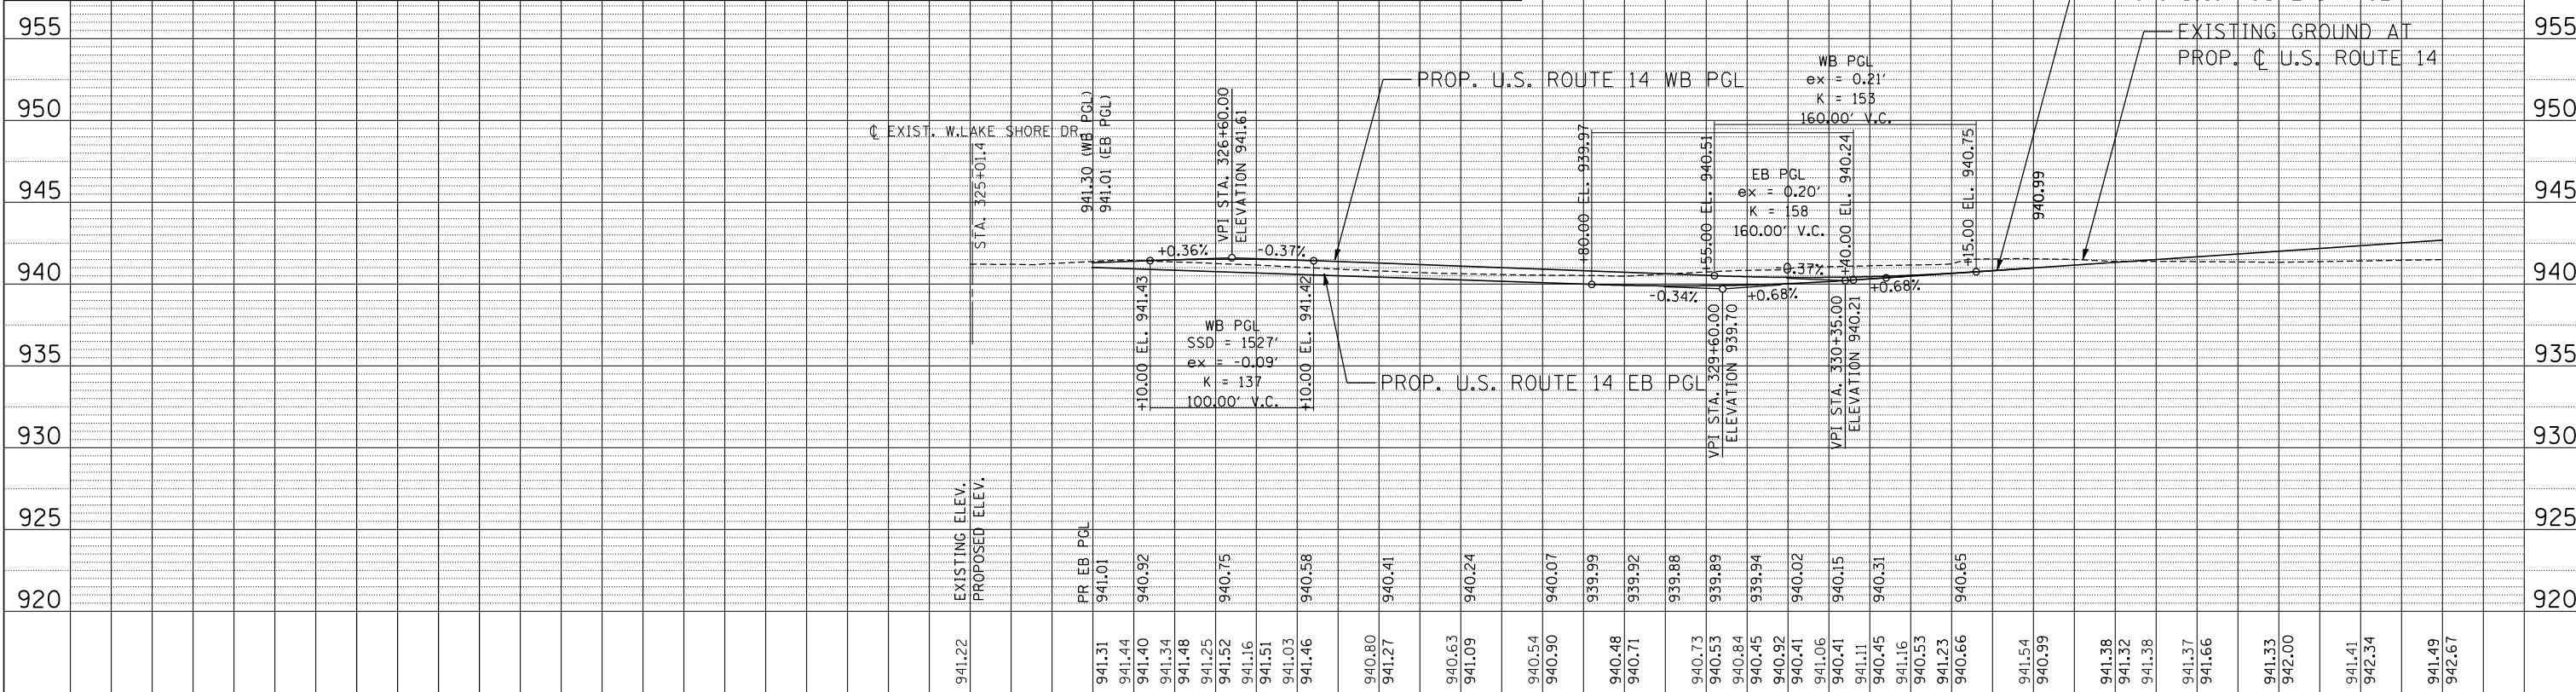 955
950
945
940
935
930
925
920
955
950
945
940
935
930
925
920
EXISTING GROUND AT
PROP. ℄ U.S. ROUTE 14
PROP. U.S. ROUTE 14 WB PGL
WB PGL
ex = 0.21'
K = 153
160.00' V.C.
℄ EXIST. W.LAKE SHORE DR.
STA. 325+01.4
941.30 (WB PGL)
941.01 (EB PGL)
VPI STA. 326+60.00
ELEVATION 941.61
+80.00 EL. 939.97
+55.00 EL. 940.51
EB PGL
ex = 0.20'
K = 158
160.00' V.C.
+40.00 EL. 940.24
+15.00 EL. 940.75
940.99
+0.36%
-0.37%
-0.37%
-0.34%
+0.68%
+0.68%
+10.00 EL. 941.43
WB PGL
SSD = 1527'
ex = -0.09'
K = 137
100.00' V.C.
+10.00 EL. 941.42
PROP. U.S. ROUTE 14 EB PGL
VPI STA. 329+60.00
ELEVATION 939.70
VPI STA. 330+35.00
ELEVATION 940.21
EXISTING ELEV.
PROPOSED ELEV.
PR EB PGL
941.01
940.92
940.75
940.58
940.41
940.24
940.07
939.99
939.92
939.88
939.89
939.94
940.02
940.15
940.31
940.65
941.22
941.31
941.44
941.40
941.34
941.48
941.25
941.52
941.16
941.51
941.03
941.46
940.80
941.27
940.63
941.09
940.54
940.90
940.48
940.71
940.73
940.53
940.84
940.45
940.92
940.41
941.06
940.41
941.11
940.45
941.16
940.53
941.23
940.66
941.54
940.99
941.38
941.32
941.38
941.37
941.66
941.33
942.00
941.41
942.34
941.49
942.67